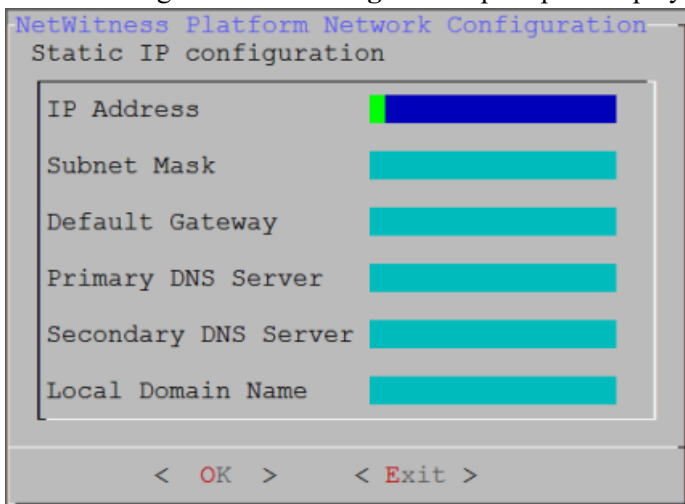 NetWitness Platform Network Configuration
Static IP configuration
IP Address
Subnet Mask
Default Gateway
Primary DNS Server
Secondary DNS Server
Local Domain Name
< OK > < Exit >